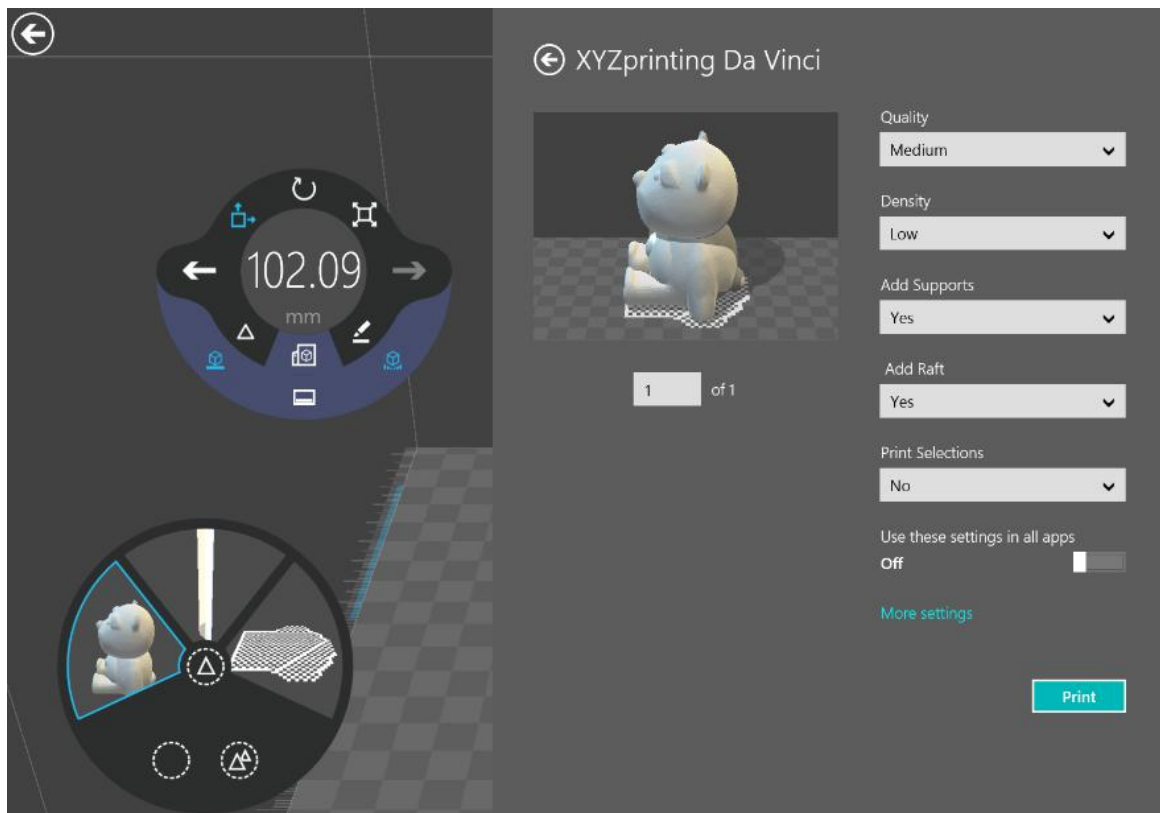 102.09
mm
XYZprinting Da Vinci
1 of 1
Quality
Medium
Density
Low
Add Supports
Yes
Add Raft
Yes
Print Selections
No
Use these settings in all apps
Off
More settings
Print